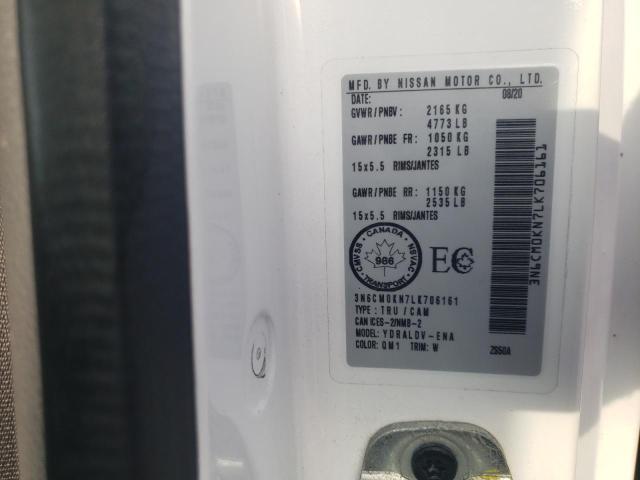 MFD. BY NISSAN MOTOR CO., LTD.
DATE: 08/20
GVWR/PNBV: 2165 KG
4773 LB
GAWR/PNBE FR: 1050 KG
2315 LB
15x5.5 RIMS/JANTES
GAWR/PNBE RR: 1150 KG
2535 LB
15x5.5 RIMS/JANTES
CANADA
CMVSS 986 NSVAC
TRANSPORT
EC
3N6CM0KN7LK706161
TYPE: TRU/CAM
CAN ICES-2/NMB-2
MODEL: YDRALDV-ENA
COLOR: QM1 TRIM: W
ZS50A
3N6CM0KN7LK706161